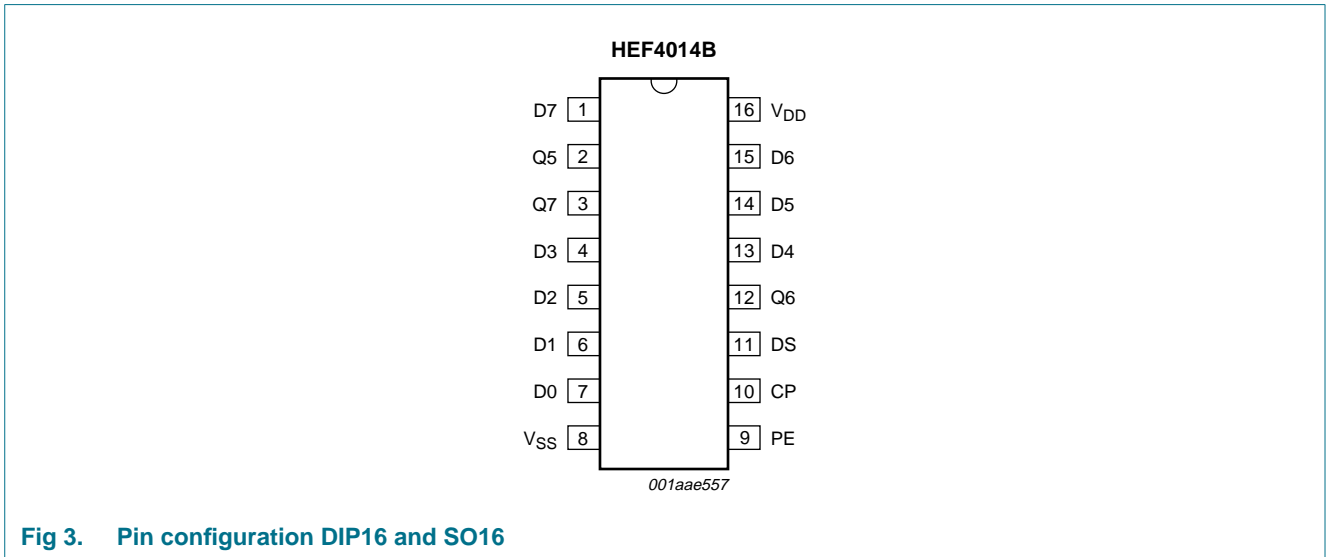 HEF4014B
D7 1 16 VDD
Q5 2 15 D6
Q7 3 14 D5
D3 4 13 D4
D2 5 12 Q6
D1 6 11 DS
D0 7 10 CP
VSS 8 9 PE
001aae557
Fig 3. Pin configuration DIP16 and SO16